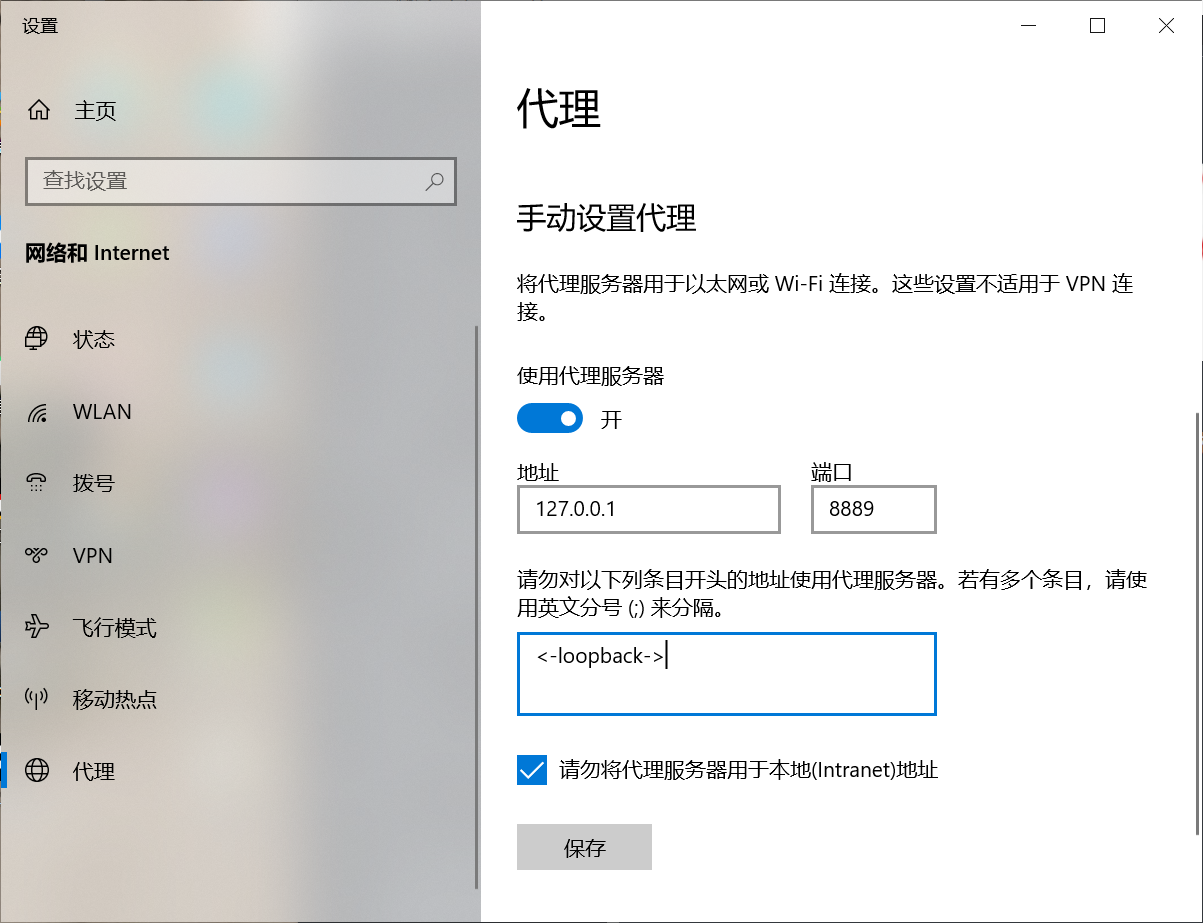 设置
主页
查找设置
网络和 Internet
状态
WLAN
拨号
VPN
飞行模式
移动热点
代理
代理
手动设置代理
将代理服务器用于以太网或 Wi-Fi 连接。这些设置不适用于 VPN 连
接。
使用代理服务器
开
地址
端口
127.0.0.1
8889
请勿对以下列条目开头的地址使用代理服务器。若有多个条目，请使
用英文分号 (;) 来分隔。
<-loopback->
请勿将代理服务器用于本地(Intranet)地址
保存